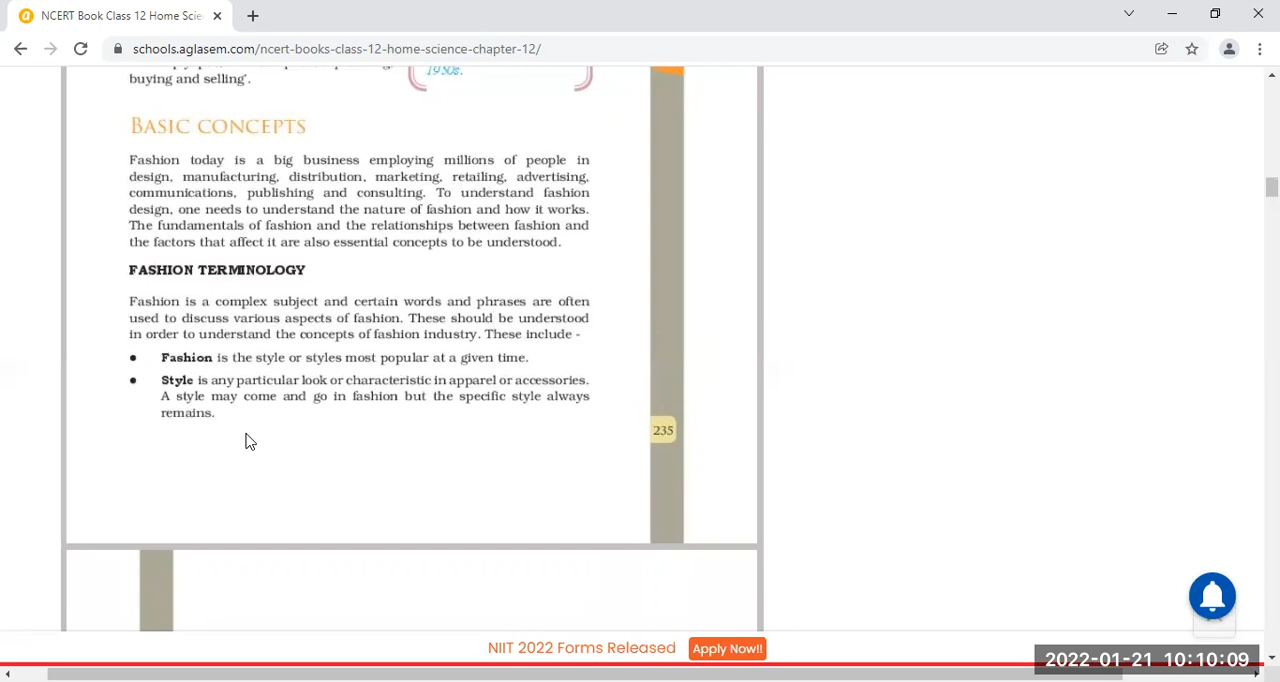 NCERT Book Class 12 Home Scie
schools.aglasem.com/ncert-books-class-12-home-science-chapter-12/
1950s.
buying and selling'.
BASIC CONCEPTS
Fashion today is a big business employing millions of people in
design, manufacturing, distribution, marketing, retailing, advertising,
communications, publishing and consulting. To understand fashion
design, one needs to understand the nature of fashion and how it works.
The fundamentals of fashion and the relationships between fashion and
the factors that affect it are also essential concepts to be understood.
FASHION TERMINOLOGY
Fashion is a complex subject and certain words and phrases are often
used to discuss various aspects of fashion. These should be understood
in order to understand the concepts of fashion industry. These include -
• Fashion is the style or styles most popular at a given time.
• Style is any particular look or characteristic in apparel or accessories.
A style may come and go in fashion but the specific style always
remains.
235
NIIT 2022 Forms Released Apply Now!!
2022-01-21 10:10:09